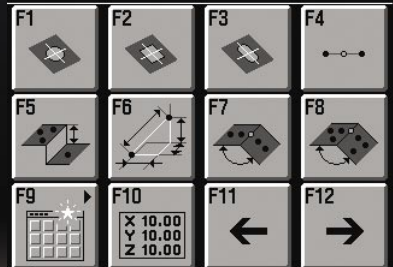 F1 F2 F3 F4
F5 F6 F7 F8
F9 F10 F11 F12
X 10.00
Y 10.00
Z 10.00